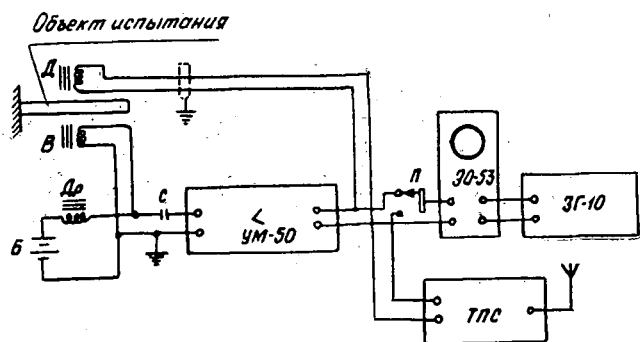 Объект испытания
Д
В
Др
Б
С
УМ-50
П
ЭО-53
ЗГ-10
ТПС